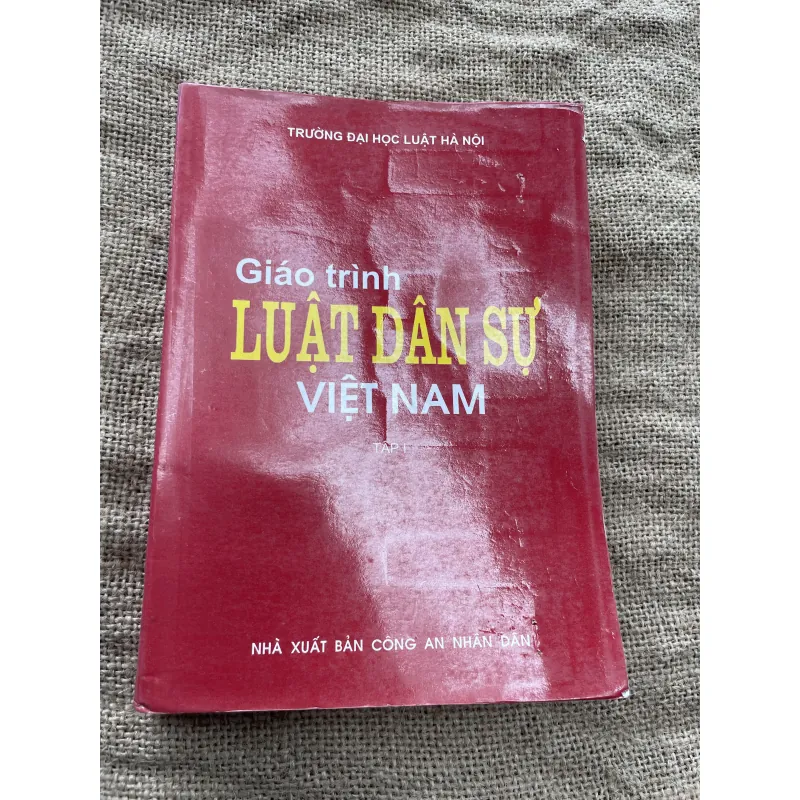 TRƯỜNG ĐẠI HỌC LUẬT HÀ NỘI
Giáo trình
LUẬT DÂN SỰ
VIỆT NAM
TẬP I
NHÀ XUẤT BẢN CÔNG AN NHÂN DÂN